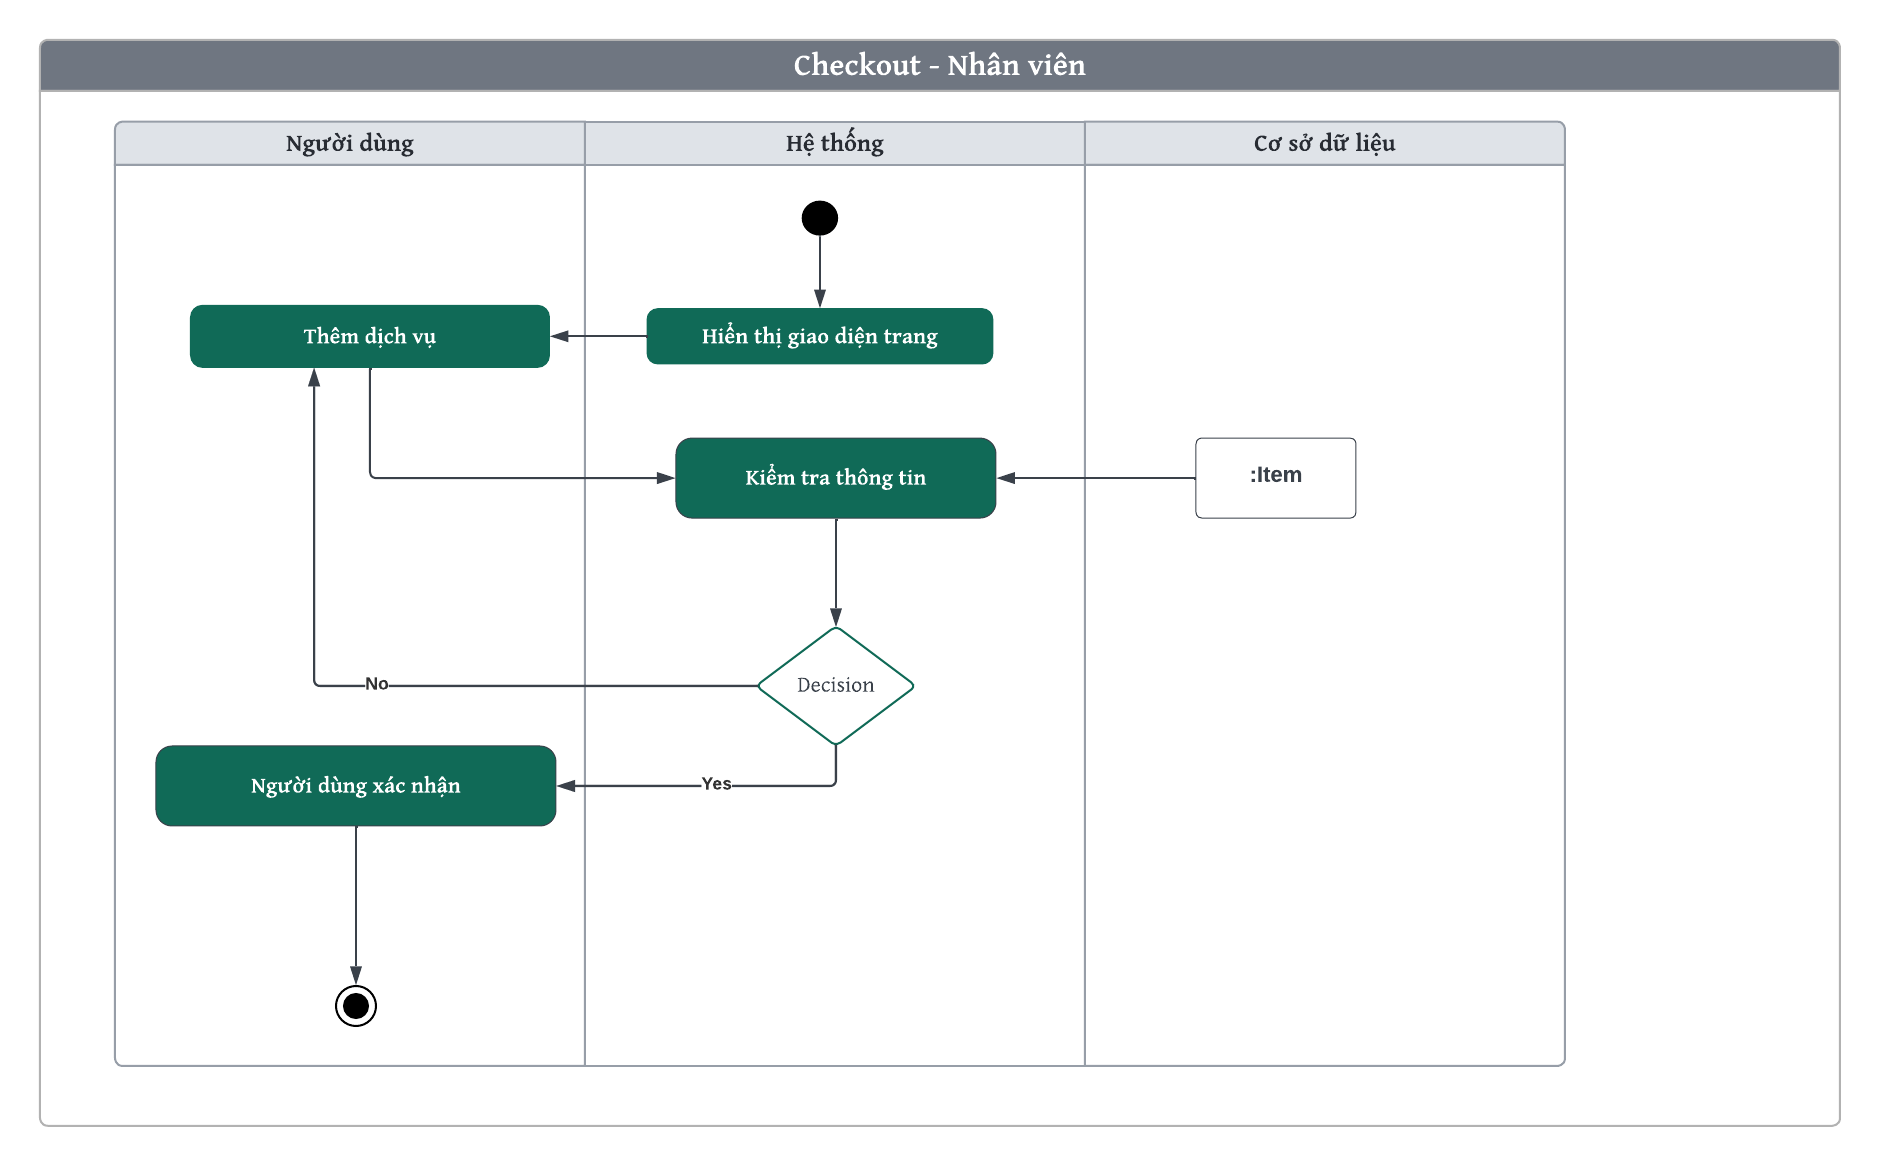 Checkout - Nhân viên
Người dùng
Hệ thống
Cơ sở dữ liệu
Thêm dịch vụ
Hiển thị giao diện trang
Kiểm tra thông tin
:Item
Decision
No
Yes
Người dùng xác nhận